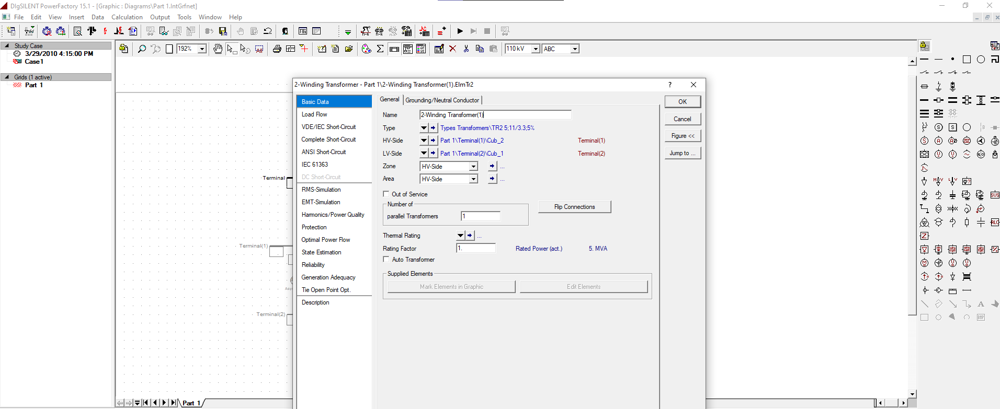 DIgSILENT PowerFactory 15.1 - [Graphic : Diagrams\Part 1.IntGrfnet]
File Edit View Insert Data Calculation Output Tools Window Help
n-k n-k n-k
Study Case
3/29/2010 4:15:00 PM
Case1
Grids (1 active)
Part 1
192%
110 kV
ABC
Terminal
Terminal(1)
Terminal(2)
2-Winding Transformer - Part 1\2-Winding Transformer(1).ElmTr2
? 
Basic Data
Load Flow
VDE/IEC Short-Circuit
Complete Short-Circuit
ANSI Short-Circuit
IEC 61363
DC Short-Circuit
RMS-Simulation
EMT-Simulation
Harmonics/Power Quality
Protection
Optimal Power Flow
State Estimation
Reliability
Generation Adequacy
Tie Open Point Opt.
Description
General Grounding/Neutral Conductor
Name 2-Winding Transformer(1)
Type Types Transformers\TR2 5;11/3.3;5%
HV-Side Part 1\Terminal(1)\Cub_2 Terminal(1)
LV-Side Part 1\Terminal(2)\Cub_1 Terminal(2)
Zone HV-Side ...
Area HV-Side ...
Out of Service
Number of
parallel Transformers 1
Flip Connections
Thermal Rating ...
Rating Factor 1. Rated Power (act.) 5. MVA
Auto Transformer
Supplied Elements
Mark Elements in Graphic Edit Elements
OK
Cancel
Figure <<
Jump to ...
SVS
RLC
BMP
Part 1